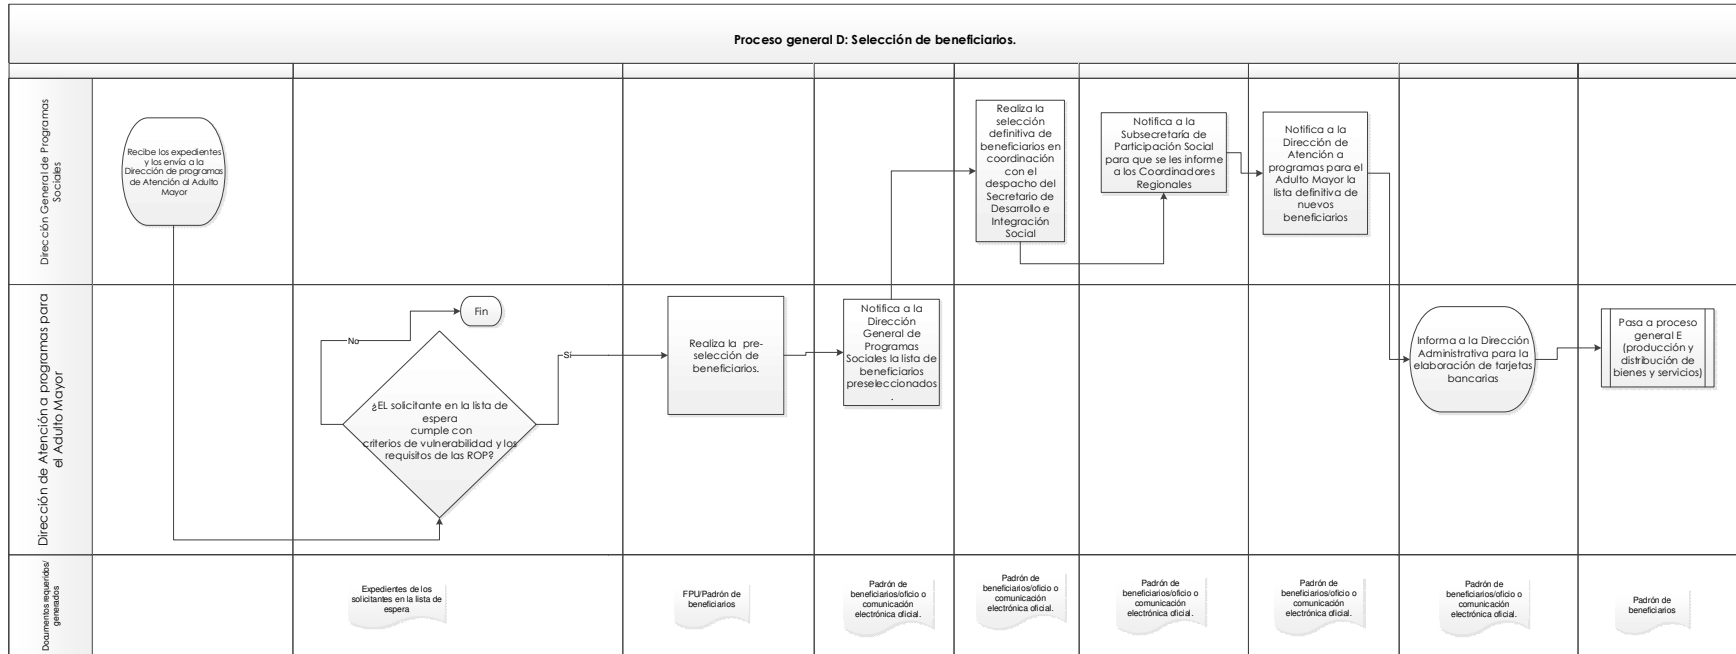 Proceso general D: Selección de beneficiarios.
Dirección General de Programas
Sociales
Recibe los expedientes
y los envía a la
Dirección de programas
de Atención al Adulto
Mayor
Realiza la
selección
definitiva de
beneficiarios en
coordinación
con el
despacho del
Secretario de
Desarrollo e
Integración
Social
Notifica a la
Subsecretaría de
Participación Social
para que se les informe
a los Coordinadores
Regionales
Notifica a la
Dirección de
Atención a
programas para el
Adulto Mayor la
lista definitiva de
nuevos
beneficiarios
Dirección de Atención a programas para
el Adulto Mayor
Fin
No
¿EL solicitante en la lista de
espera
cumple con
criterios de vulnerabilidad y los
requisitos de las ROP?
Si
Realiza la pre-
selección de
beneficiarios.
Notifica a la
Dirección
General de
Programas
Sociales la lista de
beneficiarios
preseleccionados
.
Informa a la Dirección
Administrativa para la
elaboración de tarjetas
bancarias
Pasa a proceso
general E
(producción y
distribución de
bienes y servicios)
Documentos requeridos/
generados
Expedientes de los
solicitantes en la lista de
espera
FPU/Padrón de
beneficiarios
Padrón de
beneficiarios/oficio o
comunicación
electrónica oficial.
Padrón de
beneficiarios/oficio o
comunicación
electrónica oficial.
Padrón de
beneficiarios/oficio o
comunicación
electrónica oficial.
Padrón de
beneficiarios/oficio o
comunicación
electrónica oficial.
Padrón de
beneficiarios/oficio o
comunicación
electrónica oficial.
Padrón de
beneficiarios